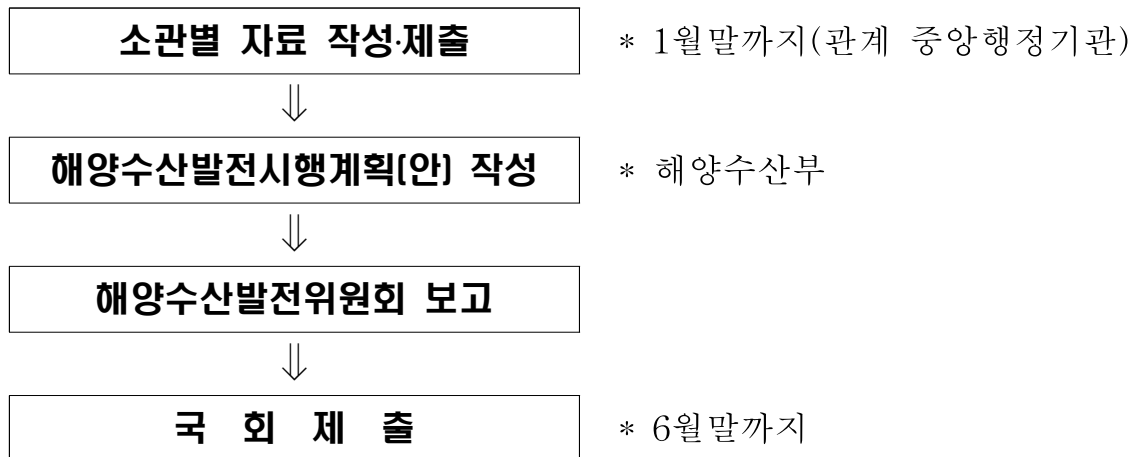 소관별 자료 작성·제출 * 1월말까지(관계 중앙행정기관)
⇓
해양수산발전시행계획(안) 작성 * 해양수산부
⇓
해양수산발전위원회 보고
⇓
국 회 제 출 * 6월말까지